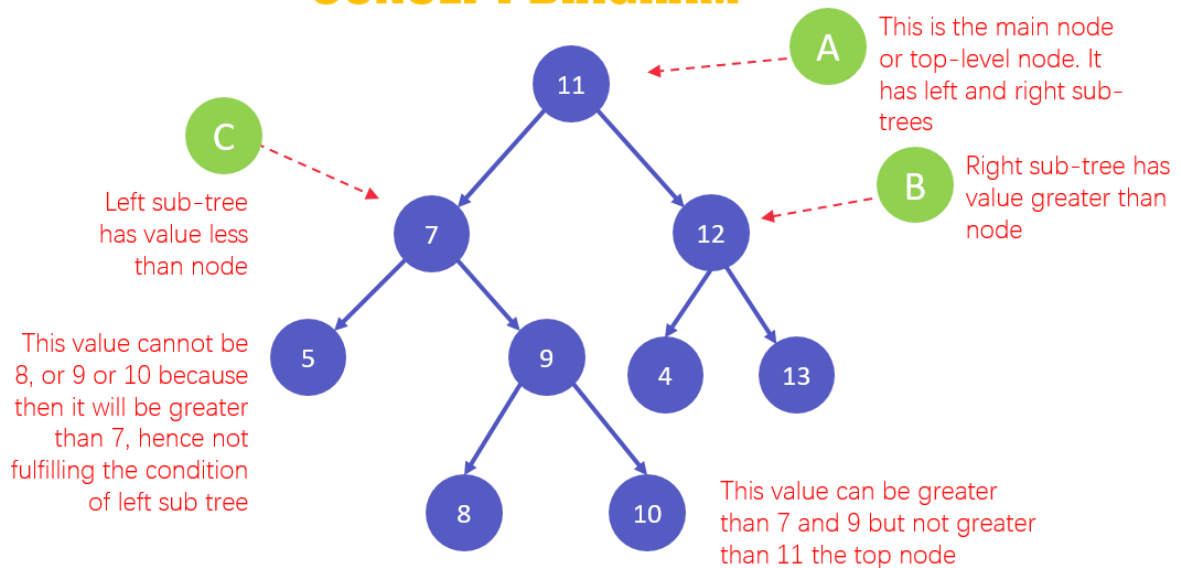 CONCEPT DIAGRAM
11
A
This is the main node
or top-level node. It
has left and right sub-
trees
C
Left sub-tree
has value less
than node
7
12
B
Right sub-tree has
value greater than
node
This value cannot be
8, or 9 or 10 because
then it will be greater
than 7, hence not
fulfilling the condition
of left sub tree
5
9
4
13
8
10
This value can be greater
than 7 and 9 but not greater
than 11 the top node